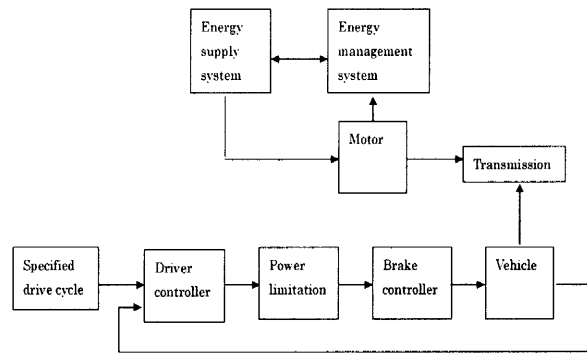 Energy
supply
system
Energy
management
system
Motor
Transmission
Specified
drive cycle
Driver
controller
Power
limitation
Brake
controller
Vehicle